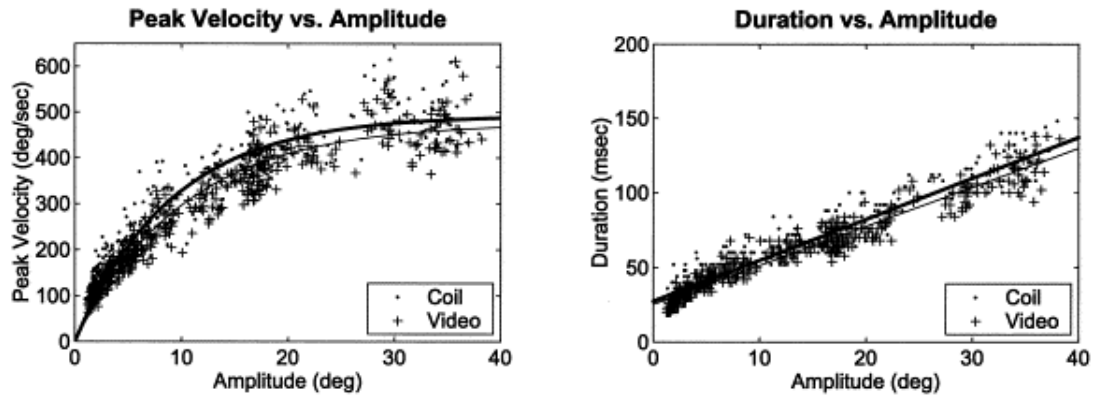 Peak Velocity vs. Amplitude
600
500
400
300
200
100
0
Peak Velocity (deg/sec)
0 10 20 30 40
Amplitude (deg)
Coil
Video
Duration vs. Amplitude
200
150
100
50
0
Duration (msec)
0 10 20 30 40
Amplitude (deg)
Coil
Video